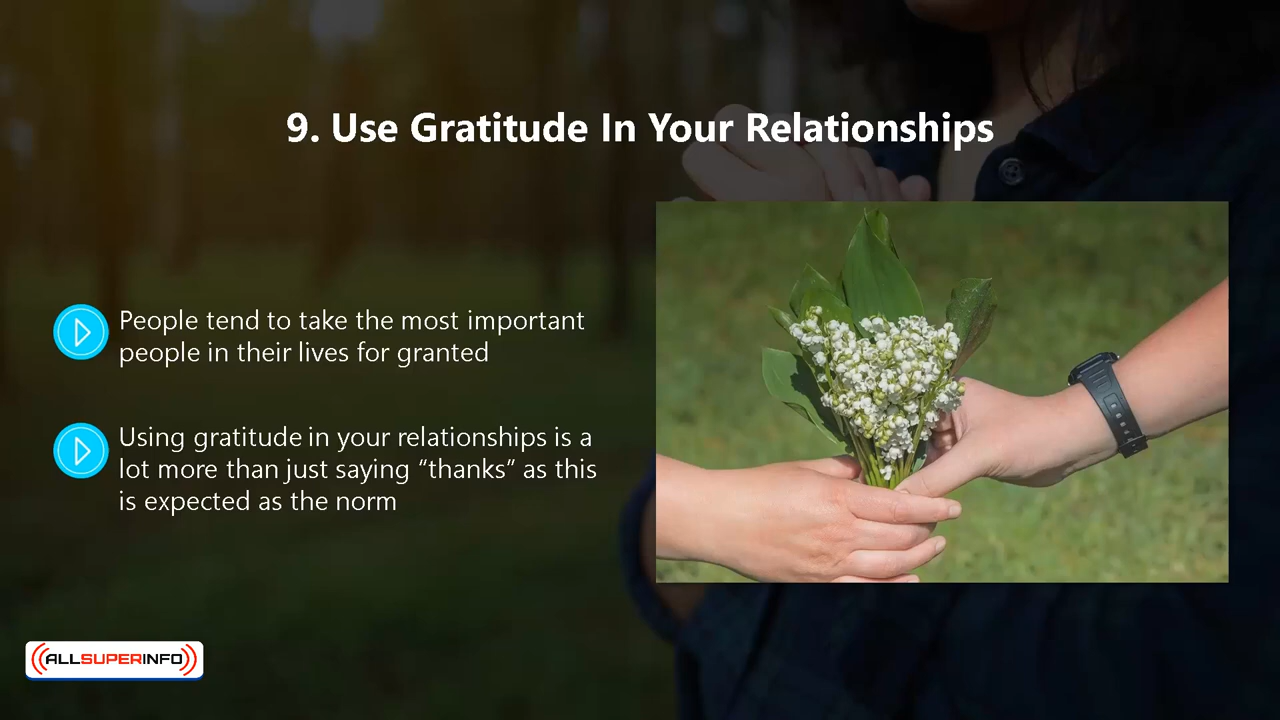 9. Use Gratitude In Your Relationships
People tend to take the most important
people in their lives for granted
Using gratitude in your relationships is a
lot more than just saying “thanks” as this
is expected as the norm
ALLSUPERINFO